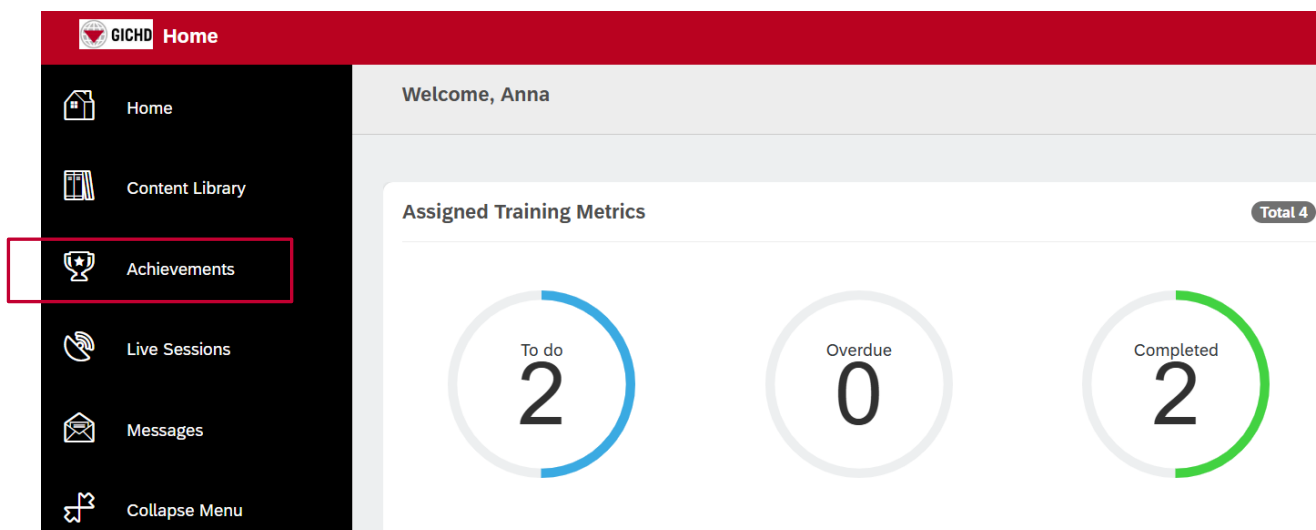 GICHD Home
Home
Content Library
Achievements
Live Sessions
Messages
Collapse Menu
Welcome, Anna
Assigned Training Metrics
Total 4
To do
2
Overdue
0
Completed
2